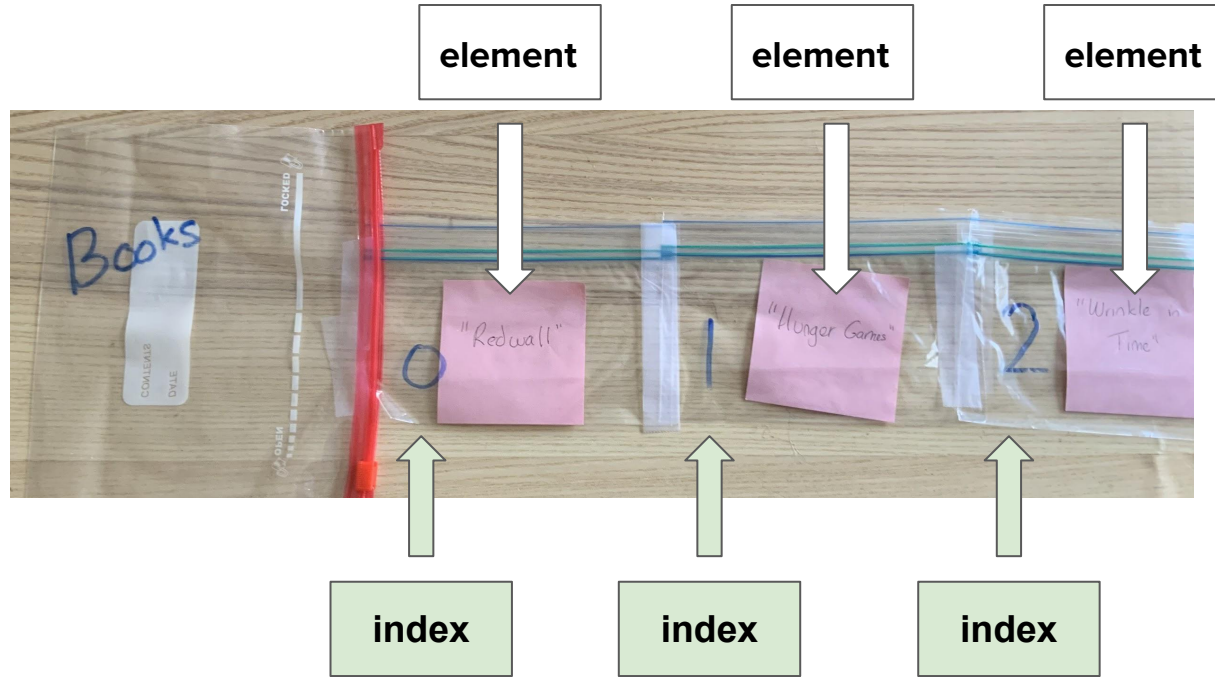 element element element
Books
LOCKED
OPEN
CONTENTS
DATE
0 "Redwall"
1 "Hunger Games"
2 "Wrinkle n
Time"
index index index